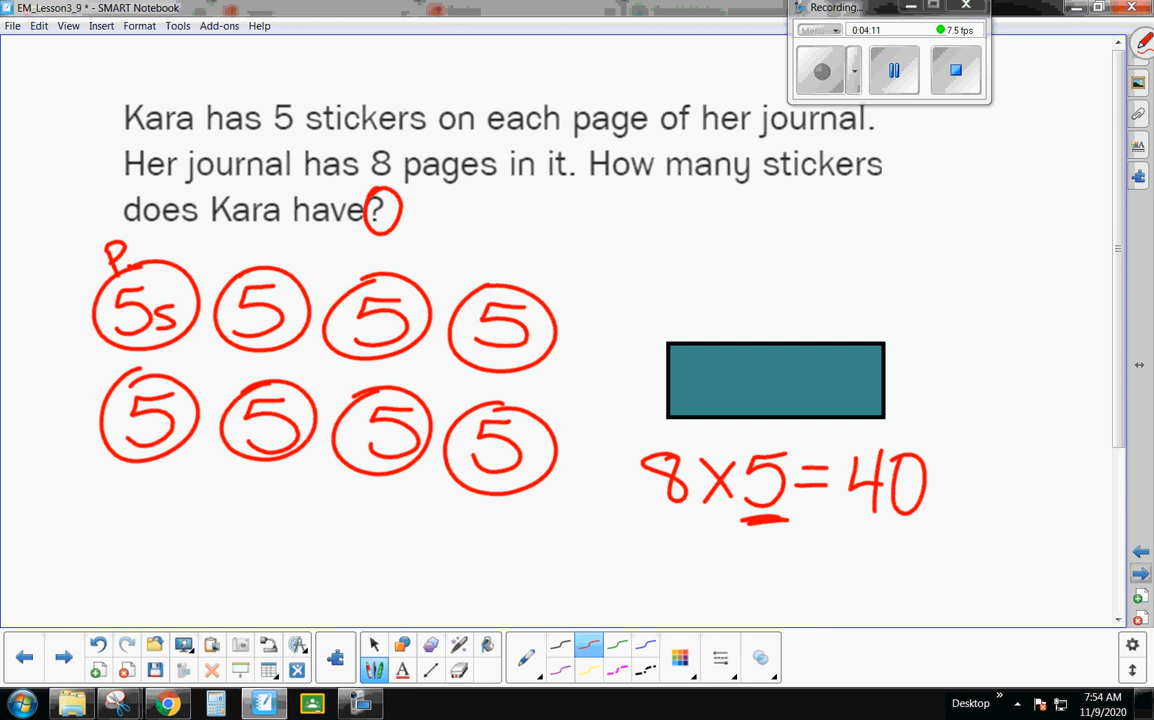 EM_Lesson3_9 * - SMART Notebook
Recording...
File Edit View Insert Format Tools Add-ons Help
Menu 0:04:11 7.5 fps
Kara has 5 stickers on each page of her journal.
Her journal has 8 pages in it. How many stickers
does Kara have?
P.
5s 5 5 5
5 5 5 5
8 x 5 = 40
Desktop » 7:54 AM
11/9/2020